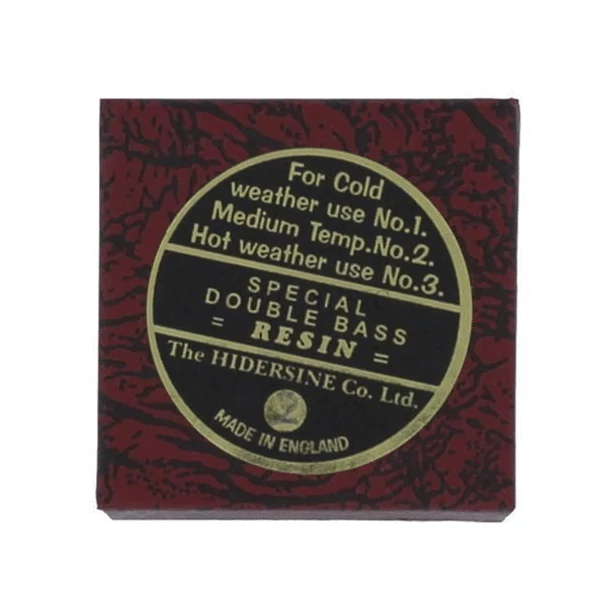 For Cold
weather use No.1.
Medium Temp.No.2.
Hot weather use No.3.
SPECIAL
DOUBLE BASS
= RESIN =
The HIDERSINE Co. Ltd.
2
MADE IN ENGLAND